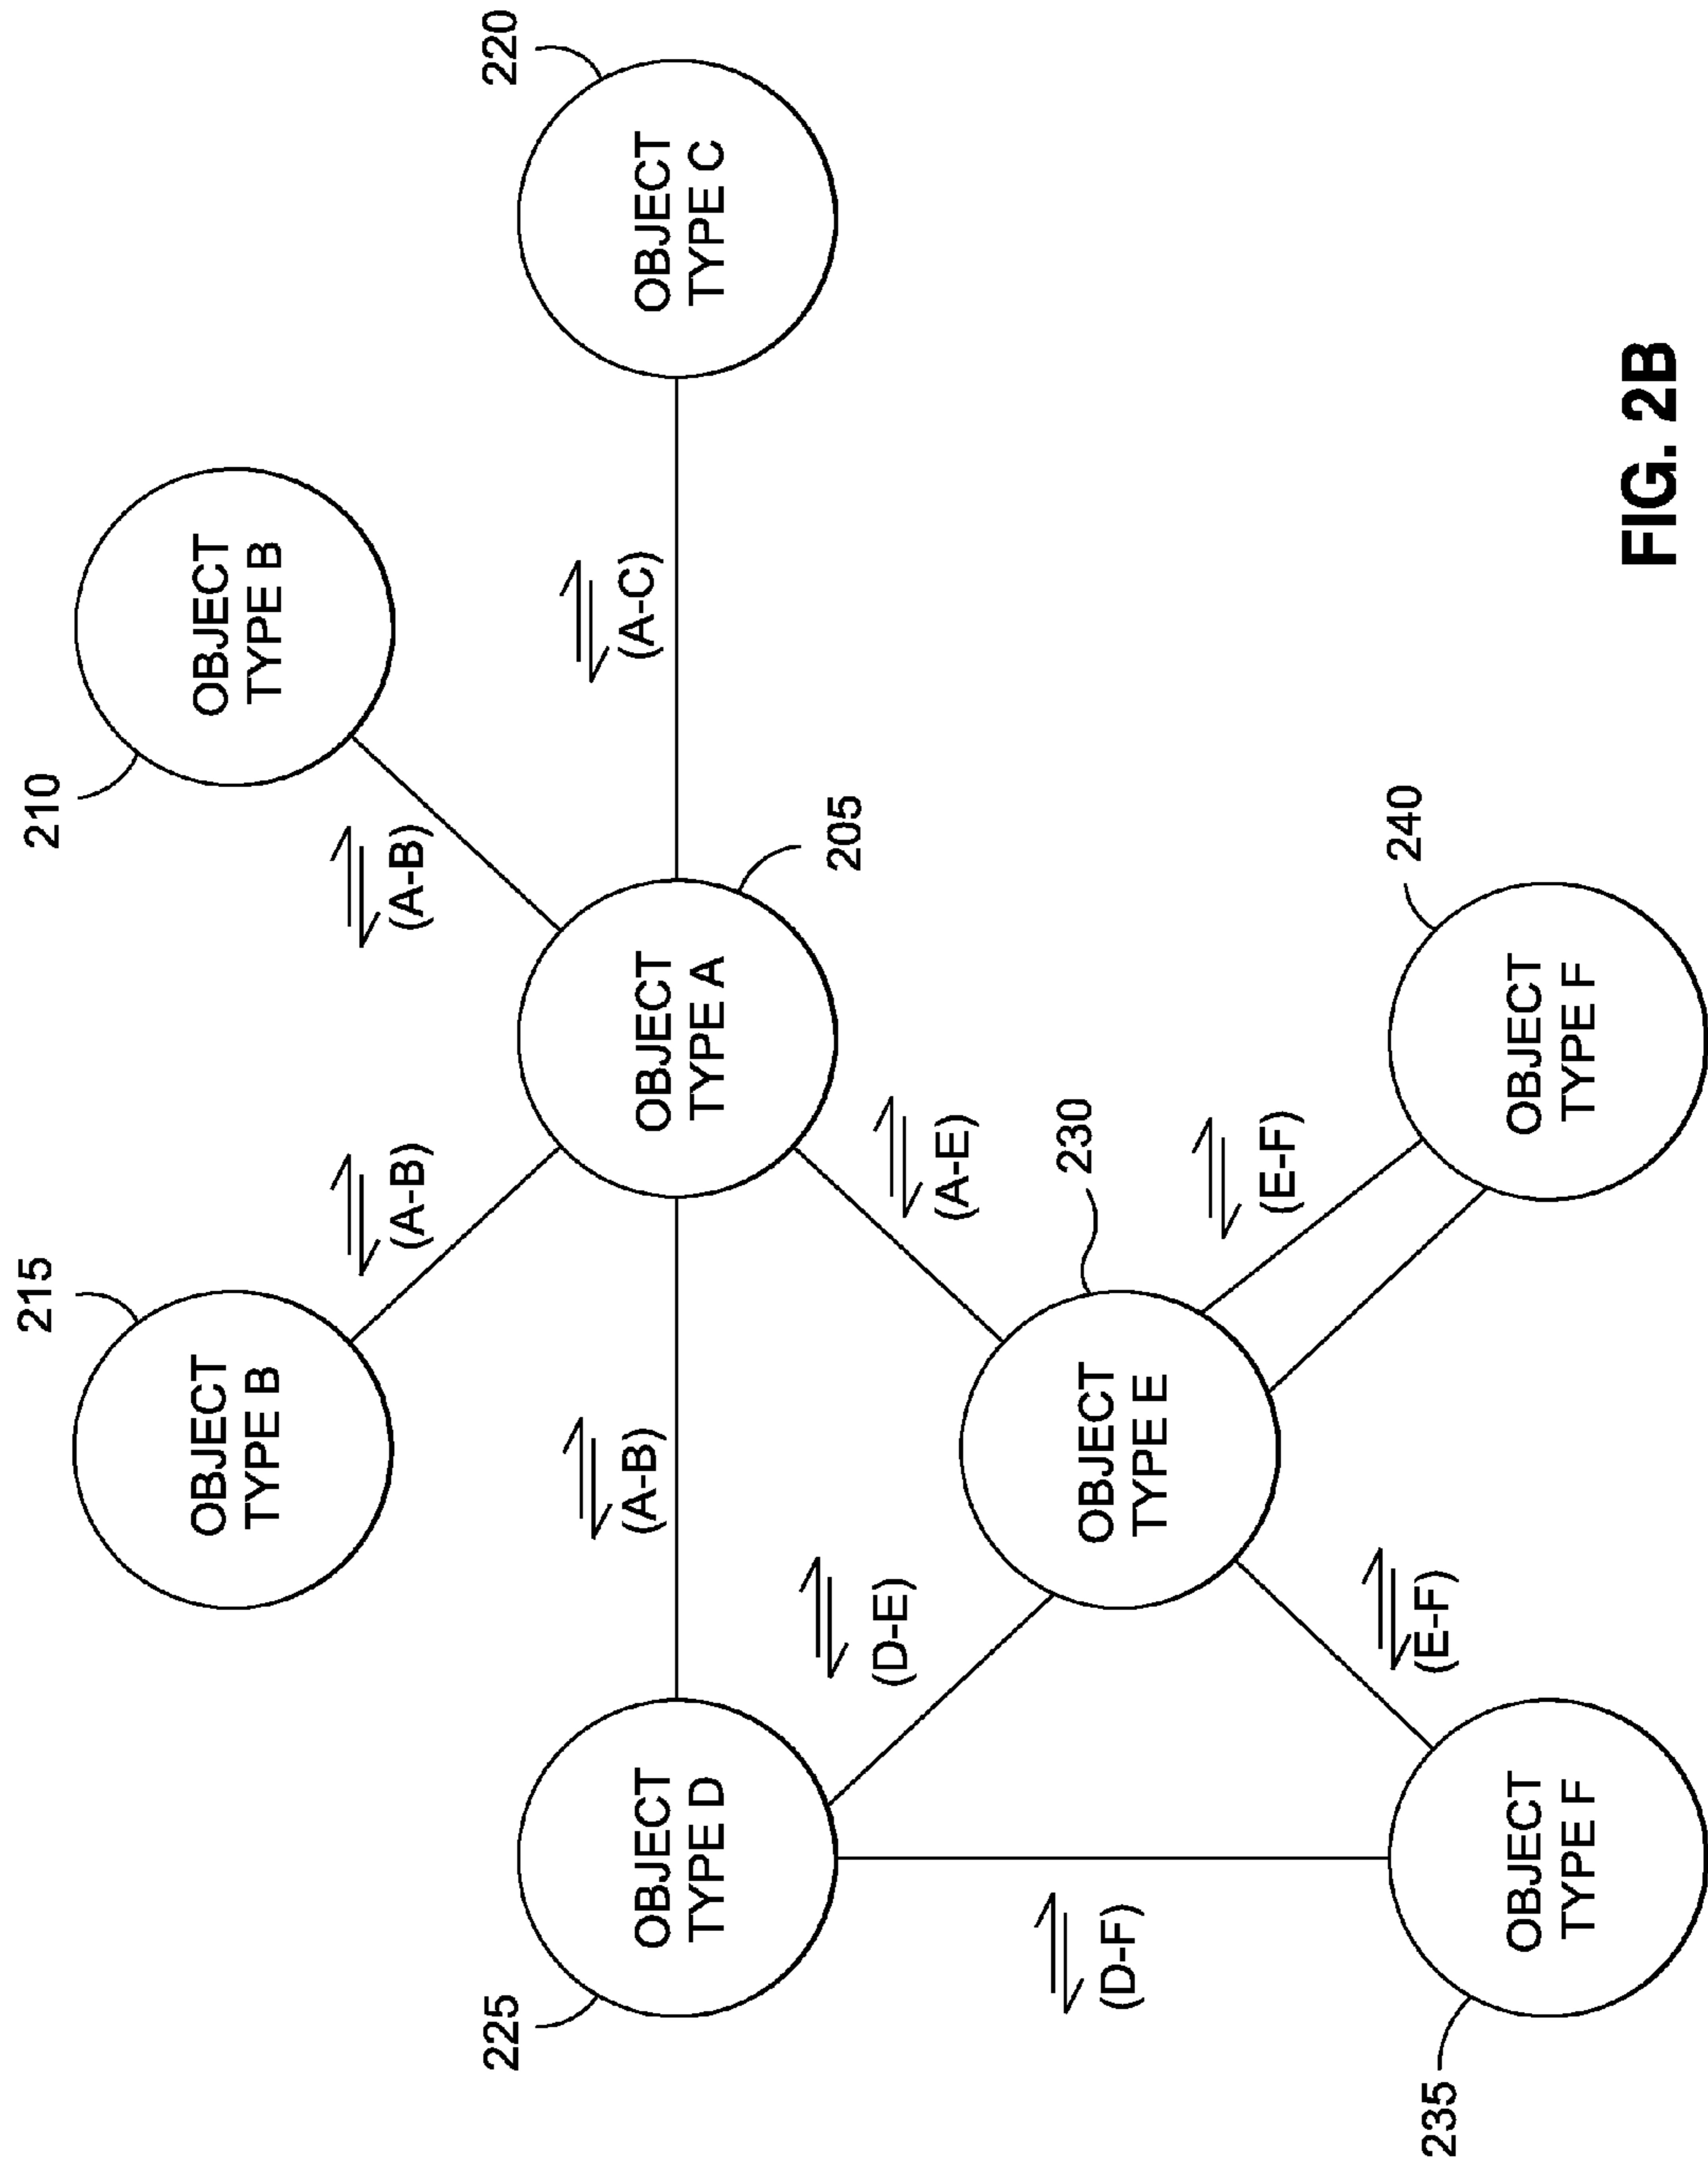 215
210
OBJECT
TYPE B
OBJECT
TYPE B
(A-B)
(A-B)
225
220
OBJECT
TYPE D
(A-B)
OBJECT
TYPE A
(A-C)
OBJECT
TYPE C
205
(D-E)
(A-E)
230
OBJECT
TYPE E
(D-F)
(E-F)
240
235
(E-F)
OBJECT
TYPE F
OBJECT
TYPE F
FIG. 2B